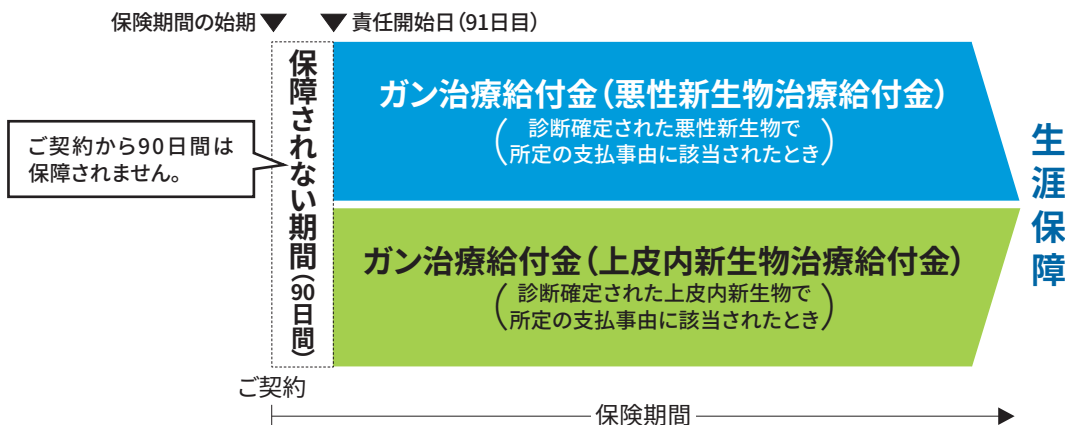 保険期間の始期▼ ▼責任開始日(91日目)
ご契約から90日間は
保障されません。
保障されない期間(90日間)
ガン治療給付金(悪性新生物治療給付金)
(診断確定された悪性新生物で
所定の支払事由に該当されたとき)
ガン治療給付金(上皮内新生物治療給付金)
(診断確定された上皮内新生物で
所定の支払事由に該当されたとき)
生涯保障
ご契約
保険期間